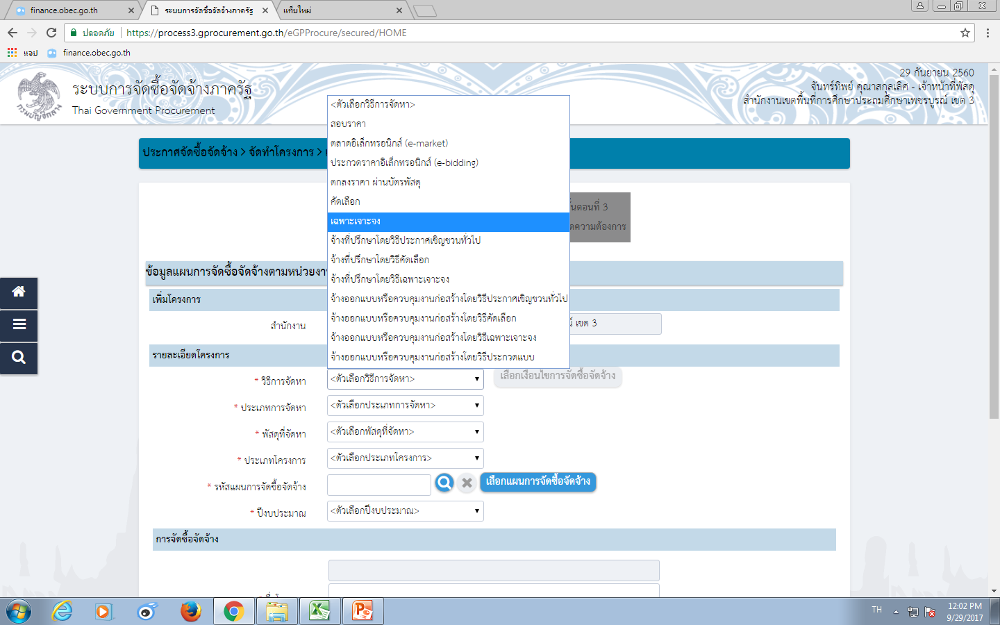 finance.obec.go.th
ระบบการจัดซื้อจัดจ้างภาครัฐ
แท็บใหม่
ปลอดภัย
https://process3.gprocurement.go.th/eGPProcure/secured/HOME
แอป
finance.obec.go.th
ระบบการจัดซื้อจัดจ้างภาครัฐ
Thai Government Procurement
29 กันยายน 2560
จันทร์ทิพย์ คุณาสกุลเลิศ - เจ้าหน้าที่พัสดุ
สำนักงานเขตพื้นที่การศึกษาประถมศึกษาเพชรบูรณ์ เขต 3
ประกาศจัดซื้อจัดจ้าง > จัดทำโครงการ >
<ตัวเลือกวิธีการจัดหา>
สอบราคา
ตลาดอิเล็กทรอนิกส์ (e-market)
ประกวดราคาอิเล็กทรอนิกส์ (e-bidding)
ตกลงราคา ผ่านบัตรพัสดุ
คัดเลือก
เฉพาะเจาะจง
จ้างที่ปรึกษาโดยวิธีประกาศเชิญชวนทั่วไป
จ้างที่ปรึกษาโดยวิธีคัดเลือก
จ้างที่ปรึกษาโดยวิธีเฉพาะเจาะจง
จ้างออกแบบหรือควบคุมงานก่อสร้างโดยวิธีประกาศเชิญชวนทั่วไป
จ้างออกแบบหรือควบคุมงานก่อสร้างโดยวิธีคัดเลือก
จ้างออกแบบหรือควบคุมงานก่อสร้างโดยวิธีเฉพาะเจาะจง
จ้างออกแบบหรือควบคุมงานก่อสร้างโดยวิธีประกวดแบบ
ั้นตอนที่ 3
ดความต้องการ
ข้อมูลแผนการจัดซื้อจัดจ้างตามหน่วยงา
เพิ่มโครงการ
สำนักงาน
ณ์ เขต 3
รายละเอียดโครงการ
* วิธีการจัดหา
<ตัวเลือกวิธีการจัดหา>
เลือกเงื่อนไขการจัดซื้อจัดจ้าง
* ประเภทการจัดหา
<ตัวเลือกประเภทการจัดหา>
* พัสดุที่จัดหา
<ตัวเลือกพัสดุที่จัดหา>
* ประเภทโครงการ
<ตัวเลือกประเภทโครงการ>
* รหัสแผนการจัดซื้อจัดจ้าง
เลือกแผนการจัดซื้อจัดจ้าง
* ปีงบประมาณ
<ตัวเลือกปีงบประมาณ>
การจัดซื้อจัดจ้าง
TH
12:02 PM
9/29/2017